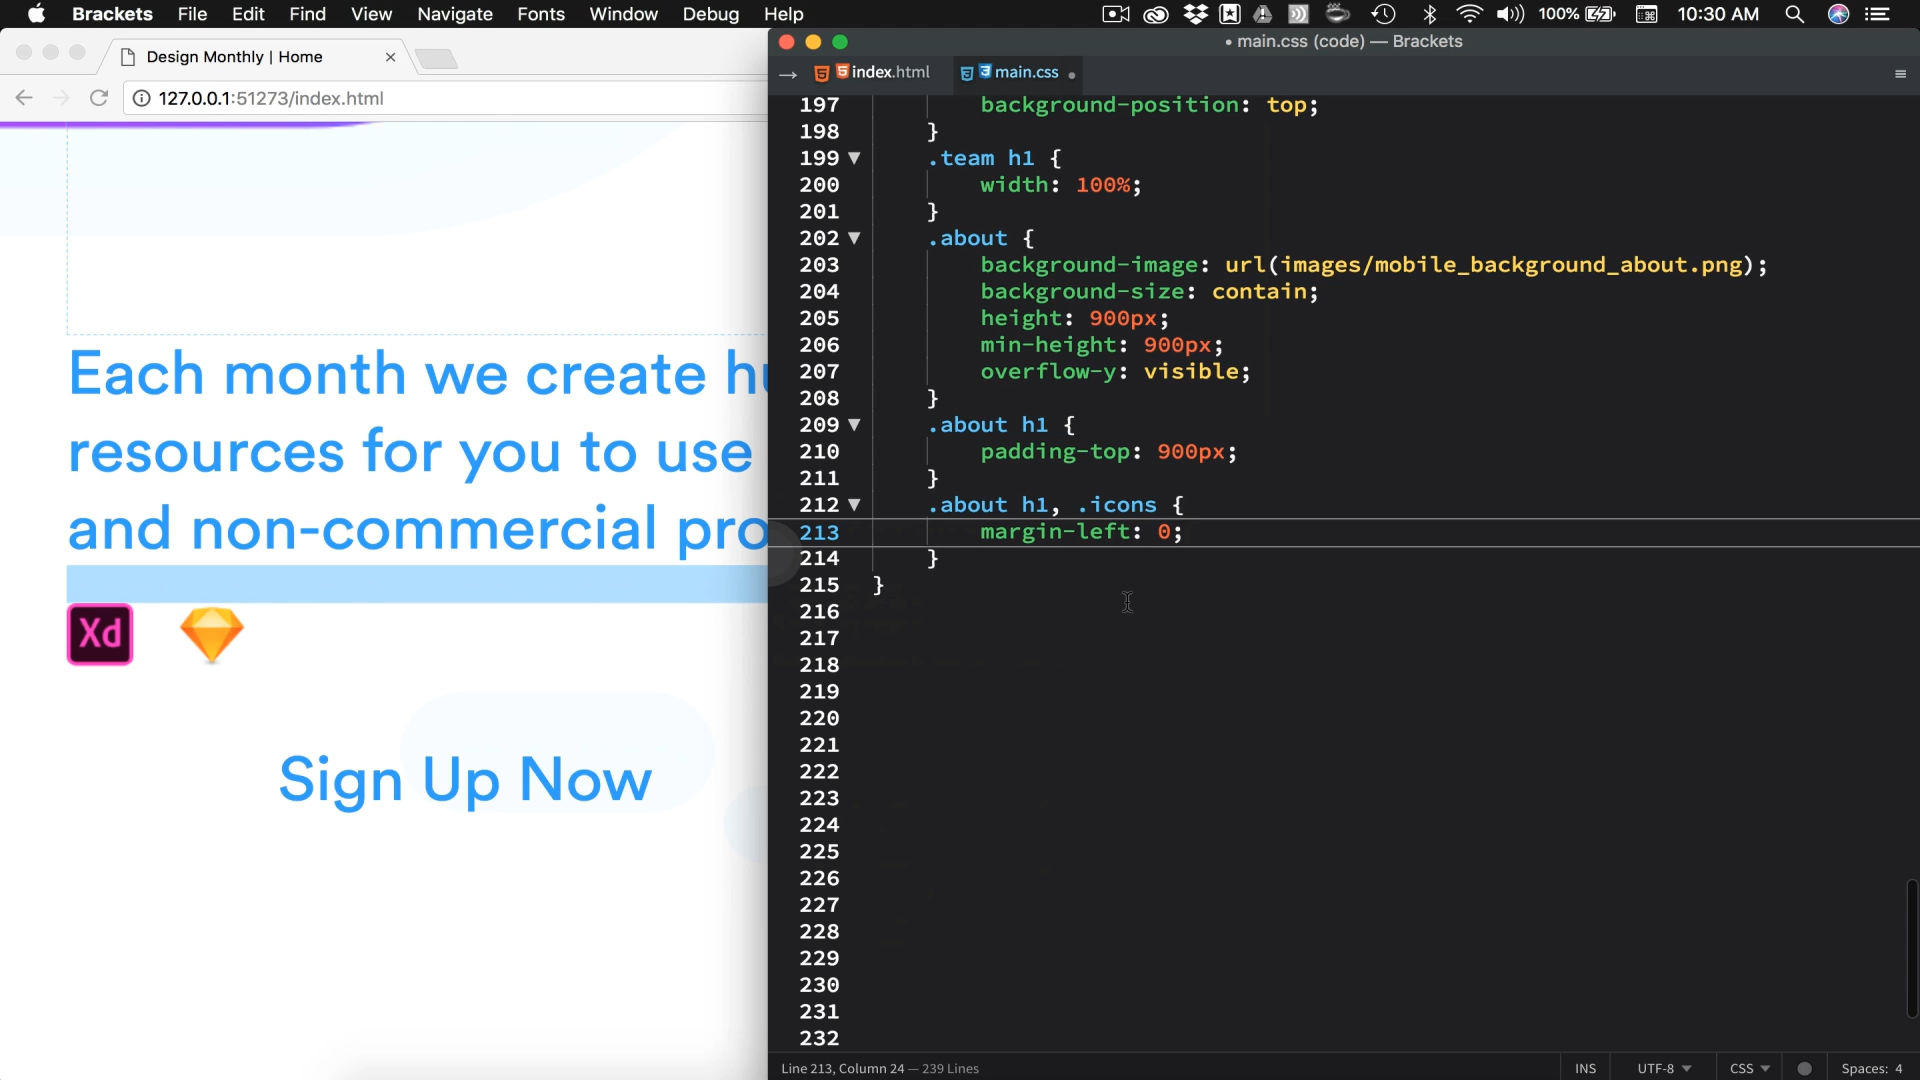 Brackets File Edit Find View Navigate Fonts Window Debug Help 100% 10:30 AM
Design Monthly | Home
127.0.0.1:51273/index.html
Each month we create hu
resources for you to use
and non-commercial pro
Xd
Sign Up Now
• main.css (code) — Brackets
index.html main.css
197 background-position: top;
198 }
199 .team h1 {
200 width: 100%;
201 }
202 .about {
203 background-image: url(images/mobile_background_about.png);
204 background-size: contain;
205 height: 900px;
206 min-height: 900px;
207 overflow-y: visible;
208 }
209 .about h1 {
210 padding-top: 900px;
211 }
212 .about h1, .icons {
213 margin-left: 0;
214 }
215 }
216
217
218
219
220
221
222
223
224
225
226
227
228
229
230
231
232
Line 213, Column 24 — 239 Lines INS UTF-8 CSS Spaces: 4